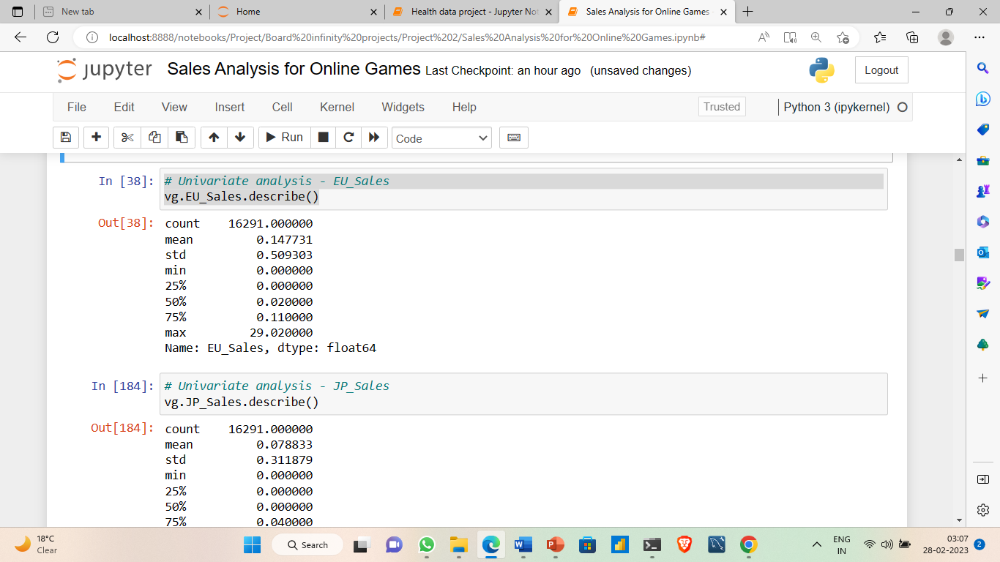 New tab
Home
Health data project - Jupyter Not
Sales Analysis for Online Games -
localhost:8888/notebooks/Project/Board%20infinity%20projects/Project%202/Sales%20Analysis%20for%20Online%20Games.ipynb#
jupyter Sales Analysis for Online Games Last Checkpoint: an hour ago (unsaved changes)
Logout
File Edit View Insert Cell Kernel Widgets Help
Trusted
Python 3 (ipykernel)
Run
Code
In [38]: # Univariate analysis - EU_Sales
vg.EU_Sales.describe()
Out[38]: count 16291.000000
mean 0.147731
std 0.509303
min 0.000000
25% 0.000000
50% 0.020000
75% 0.110000
max 29.020000
Name: EU_Sales, dtype: float64
In [184]: # Univariate analysis - JP_Sales
vg.JP_Sales.describe()
Out[184]: count 16291.000000
mean 0.078833
std 0.311879
min 0.000000
25% 0.000000
50% 0.000000
75% 0.040000
18°C
Clear
Search
ENG
IN
03:07
28-02-2023
2